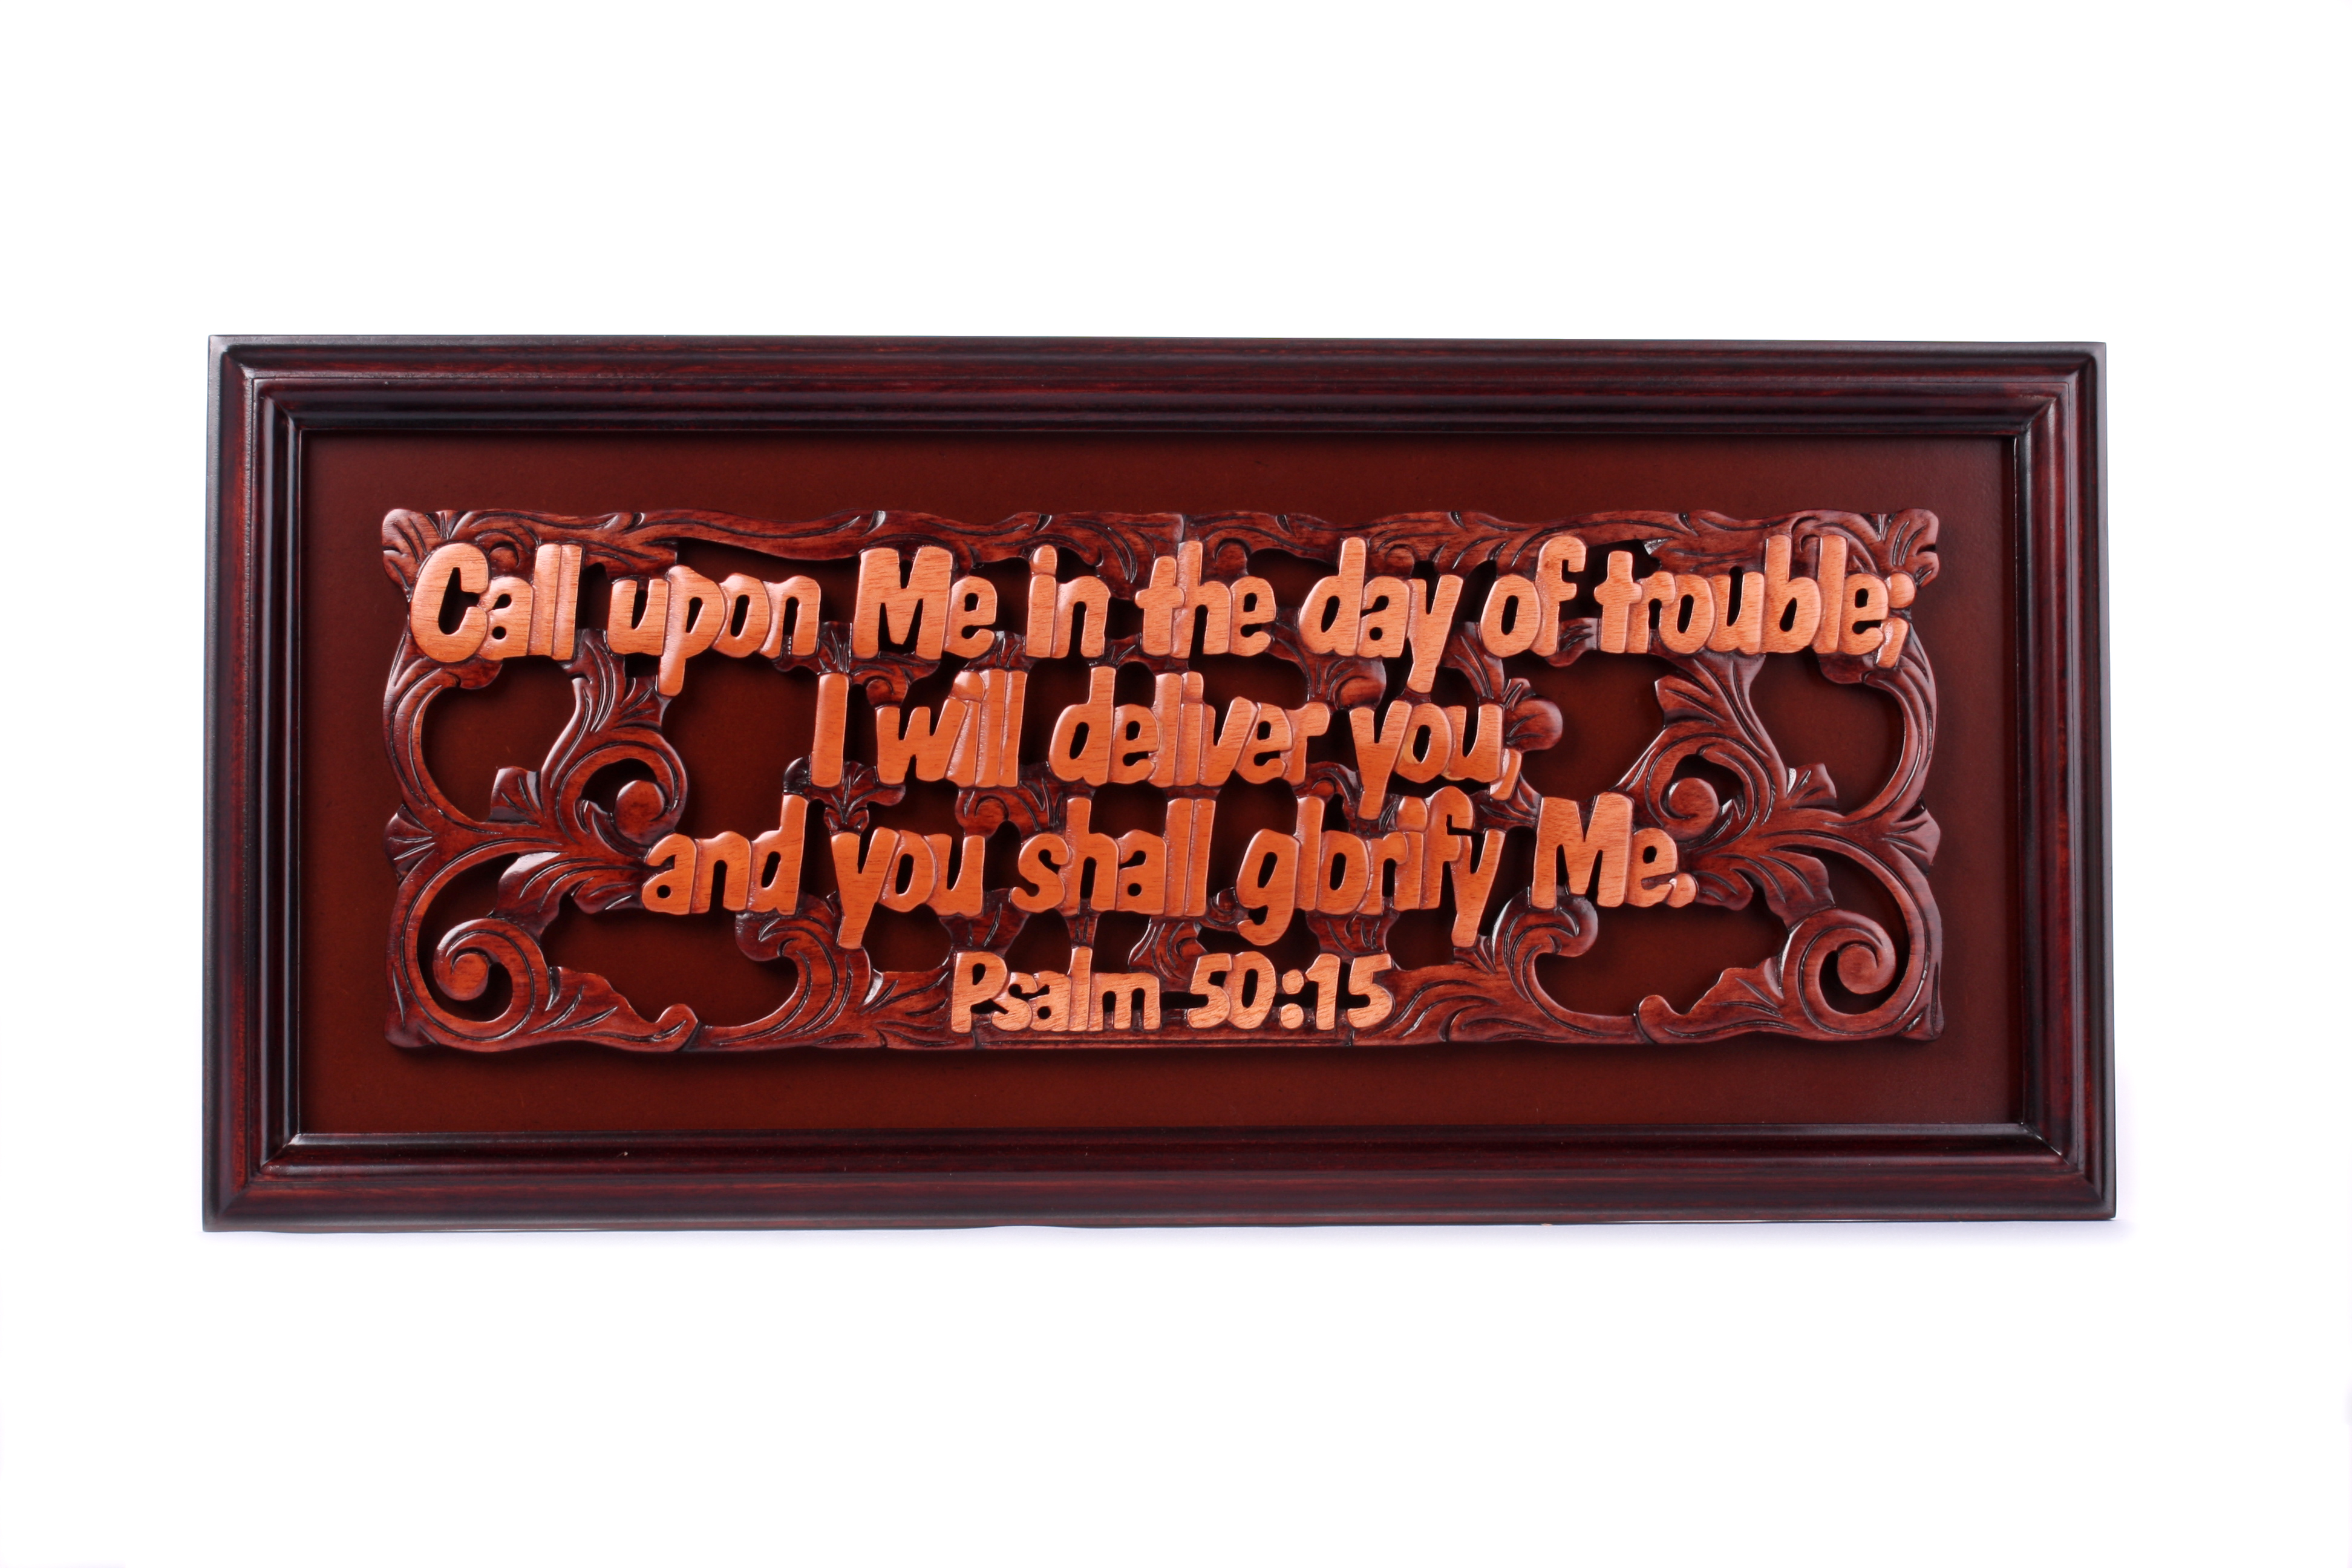 Call upon Me in the day of trouble;
I will deliver you,
and you shall glorify Me.
Psalm 50:15